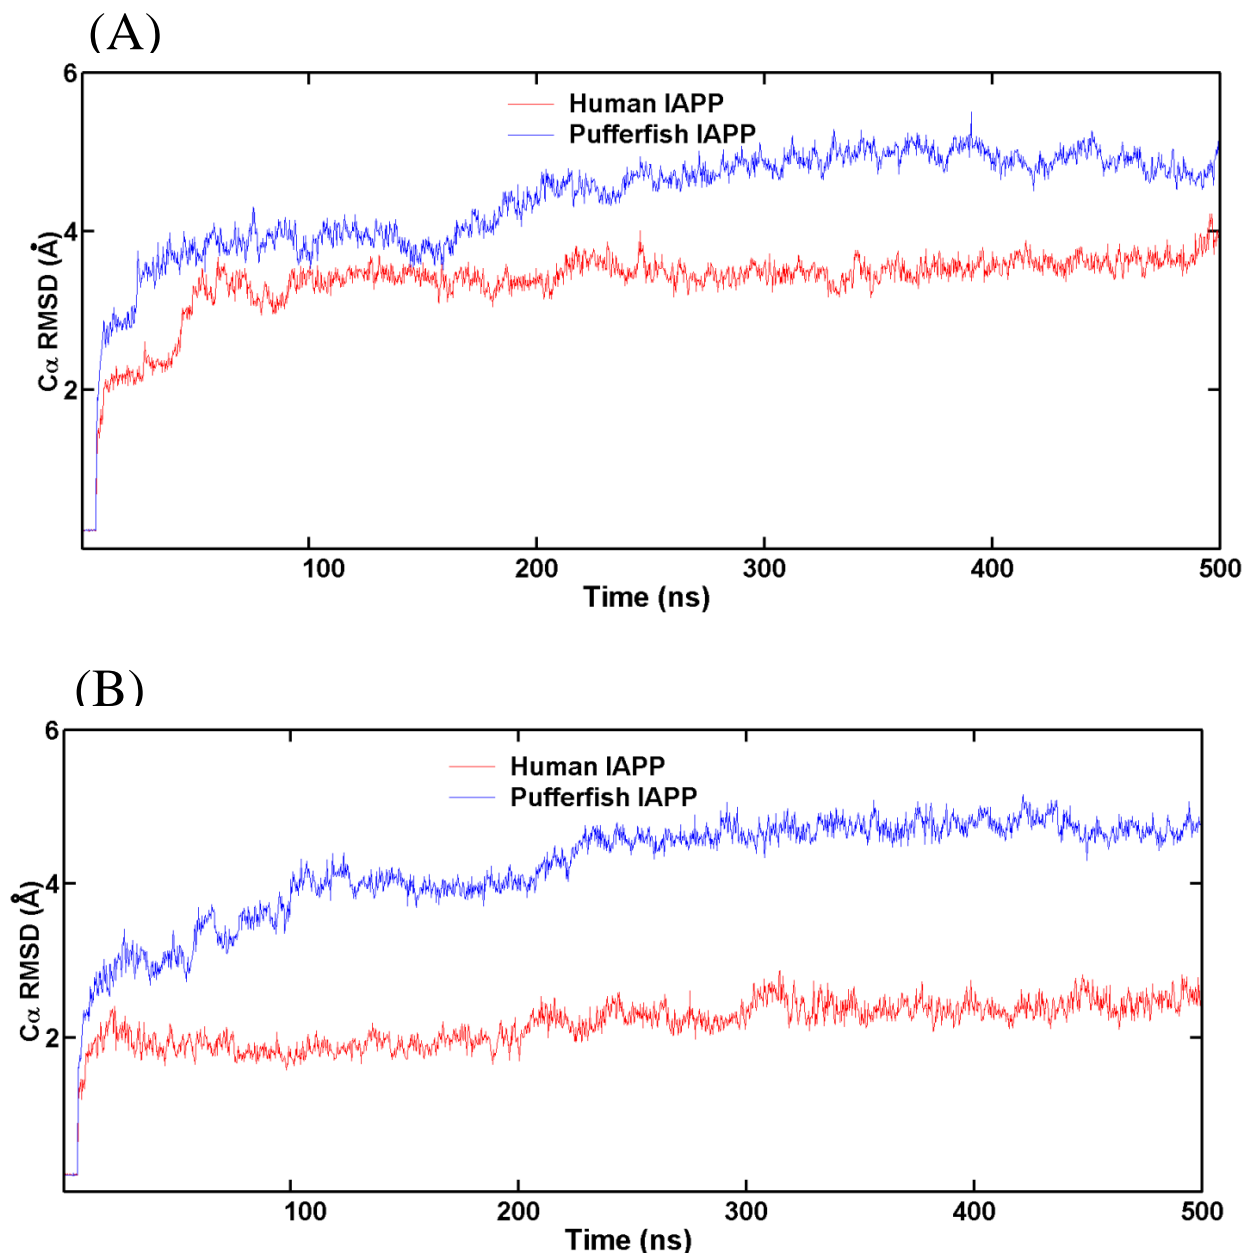 (A)
6
Human IAPP
Pufferfish IAPP
4
Cα RMSD (Å)
2
100 200 300 400 500
Time (ns)
(B)
6
Human IAPP
Pufferfish IAPP
4
Cα RMSD (Å)
2
100 200 300 400 500
Time (ns)